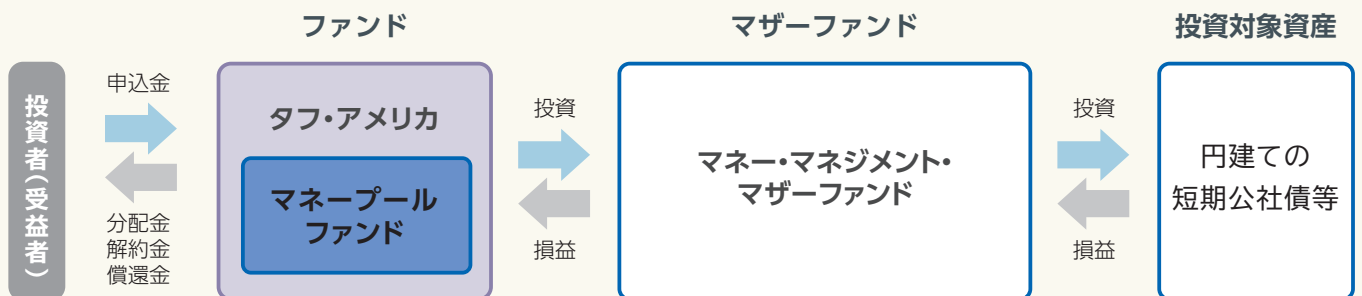 ファンド
マザーファンド
投資対象資産
投資者(受益者)
申込金
分配金
解約金
償還金
タフ・アメリカ
マネープール
ファンド
投資
損益
マネー・マネジメント・
マザーファンド
投資
損益
円建ての
短期公社債等